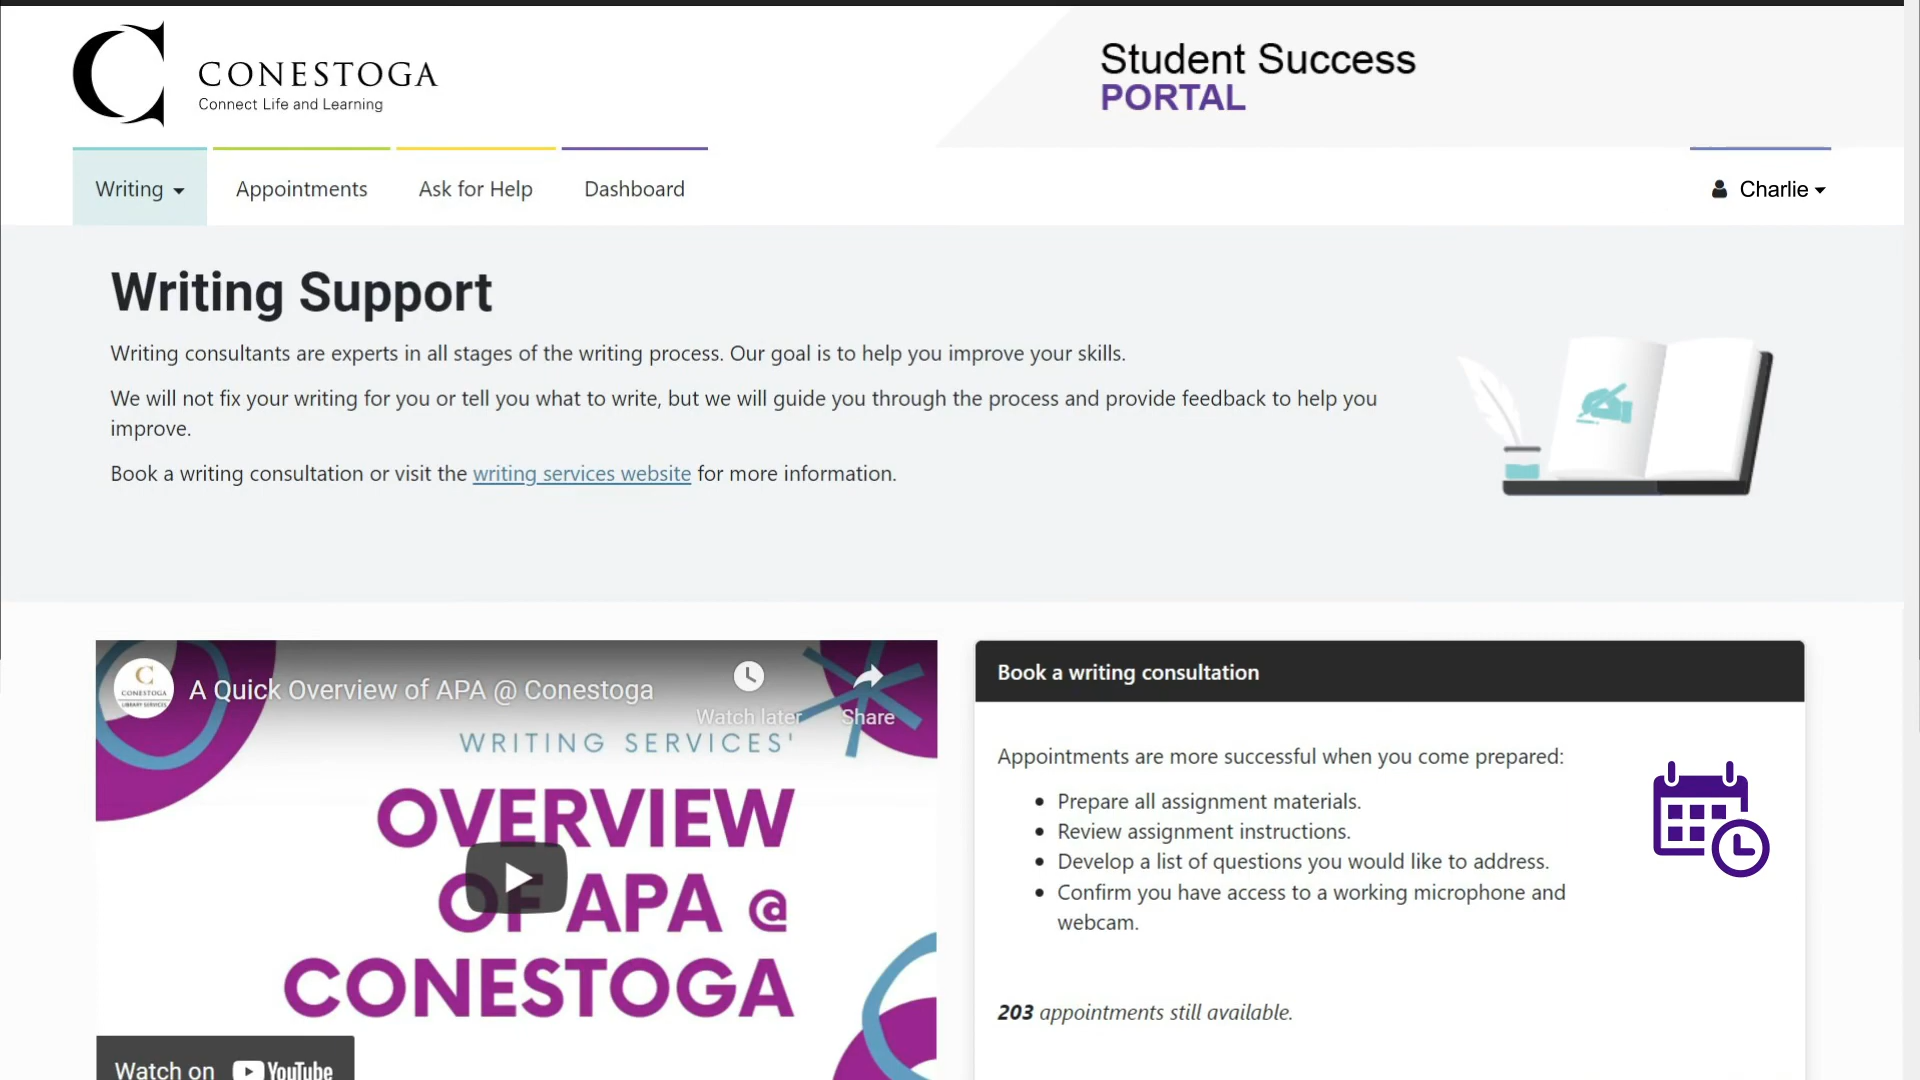 CONESTOGA
Connect Life and Learning
Student Success
PORTAL
Writing
Appointments
Ask for Help
Dashboard
Charlie
Writing Support
Writing consultants are experts in all stages of the writing process. Our goal is to help you improve your skills.
We will not fix your writing for you or tell you what to write, but we will guide you through the process and provide feedback to help you
improve.
Book a writing consultation or visit the writing services website for more information.
C
CONESTOGA
LIBRARY SERVICES
A Quick Overview of APA @ Conestoga
Watch later
Share
WRITING SERVICES'
OVERVIEW
OF APA @
CONESTOGA
Watch on YouTube
Book a writing consultation
Appointments are more successful when you come prepared:
Prepare all assignment materials.
Review assignment instructions.
Develop a list of questions you would like to address.
Confirm you have access to a working microphone and
webcam.
203 appointments still available.